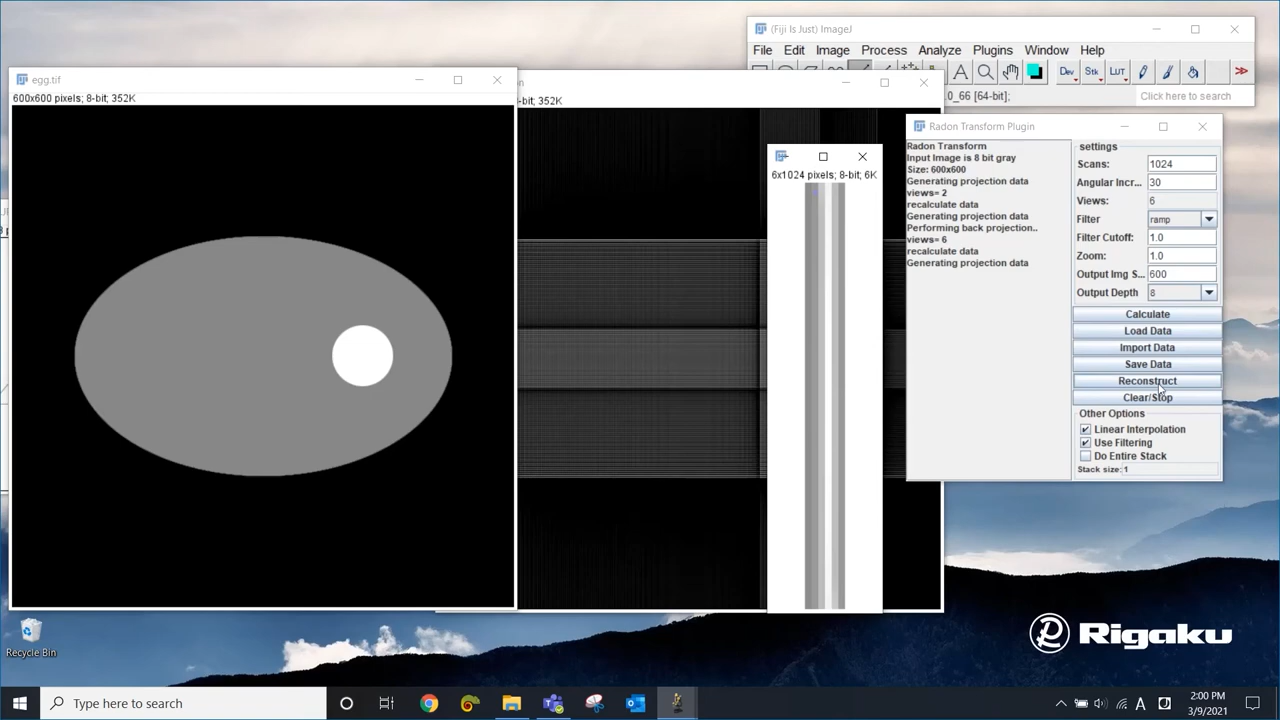 (Fiji Is Just) ImageJ
File Edit Image Process Analyze Plugins Window Help
Dev Stk LUT
0_66 [64-bit];
Click here to search
egg.tif
600x600 pixels; 8-bit; 352K
-bit; 352K
6x1024 pixels; 8-bit; 6K
Radon Transform Plugin
Radon Transform
Input Image is 8 bit gray
Size: 600x600
Generating projection data
views= 2
recalculate data
Generating projection data
Performing back projection..
views= 6
recalculate data
Generating projection data
settings
Scans: 1024
Angular Incr... 30
Views: 6
Filter ramp
Filter Cutoff: 1.0
Zoom: 1.0
Output Img S... 600
Output Depth 8
Calculate
Load Data
Import Data
Save Data
Reconstruct
Clear/Stop
Other Options
Linear Interpolation
Use Filtering
Do Entire Stack
Stack size: 1
Rigaku
Recycle Bin
Type here to search
A
2:00 PM
3/9/2021